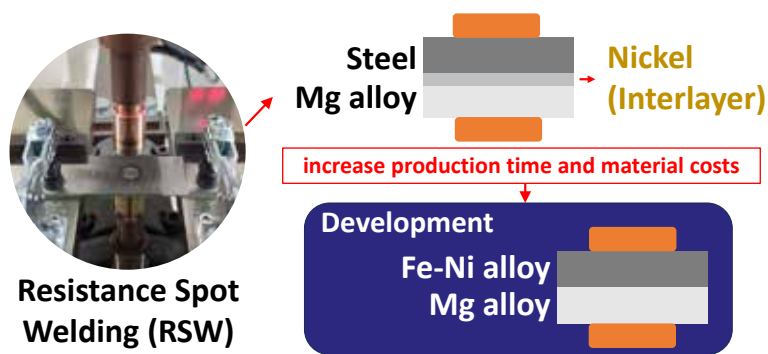 Steel
Mg alloy
Nickel
(Interlayer)
increase production time and material costs
Development
Fe-Ni alloy
Mg alloy
Resistance Spot
Welding (RSW)